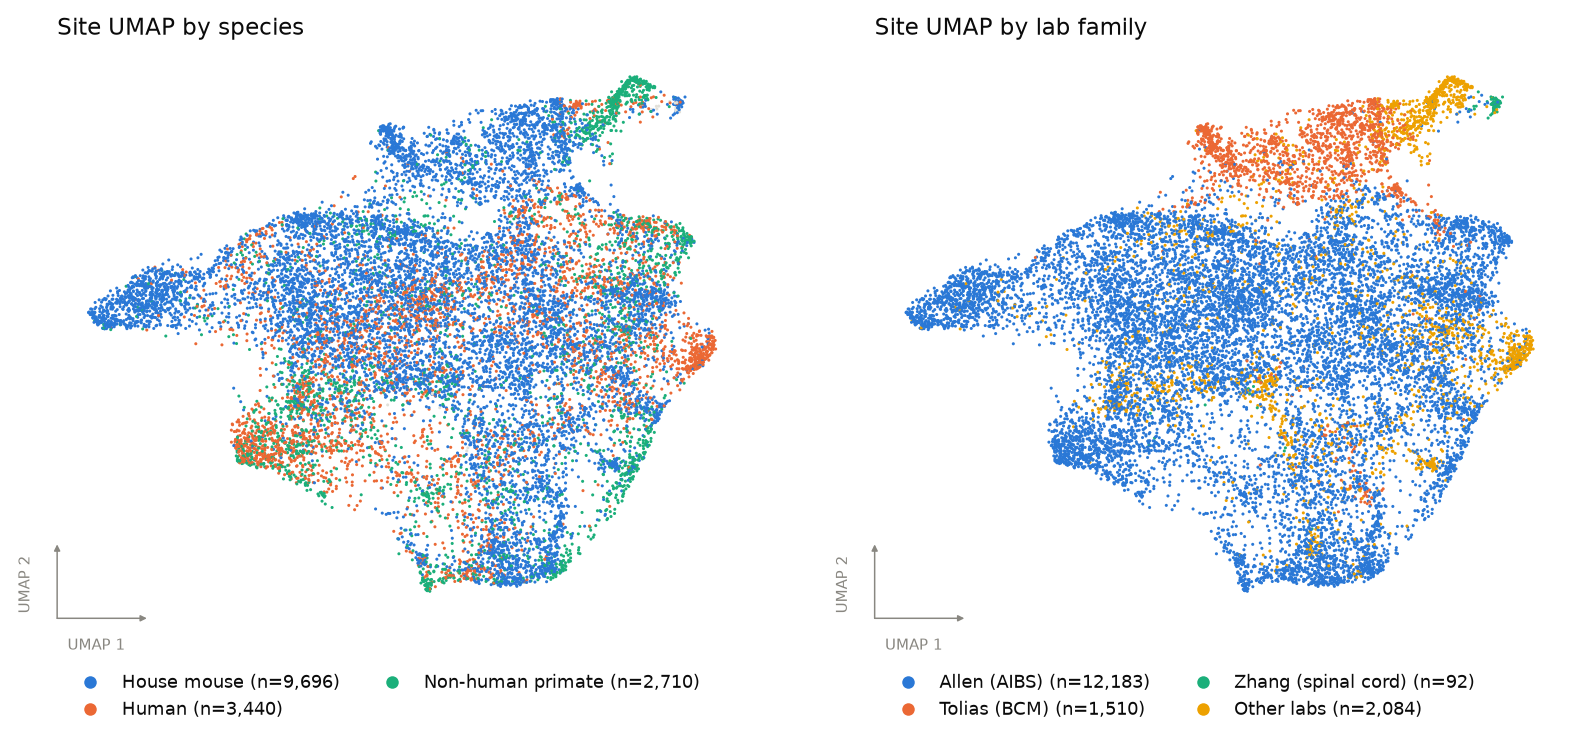 Site UMAP by species
UMAP 2
UMAP 1
House mouse (n=9,696)
Human (n=3,440)
Non-human primate (n=2,710)
Site UMAP by lab family
UMAP 2
UMAP 1
Allen (AIBS) (n=12,183)
Tolias (BCM) (n=1,510)
Zhang (spinal cord) (n=92)
Other labs (n=2,084)